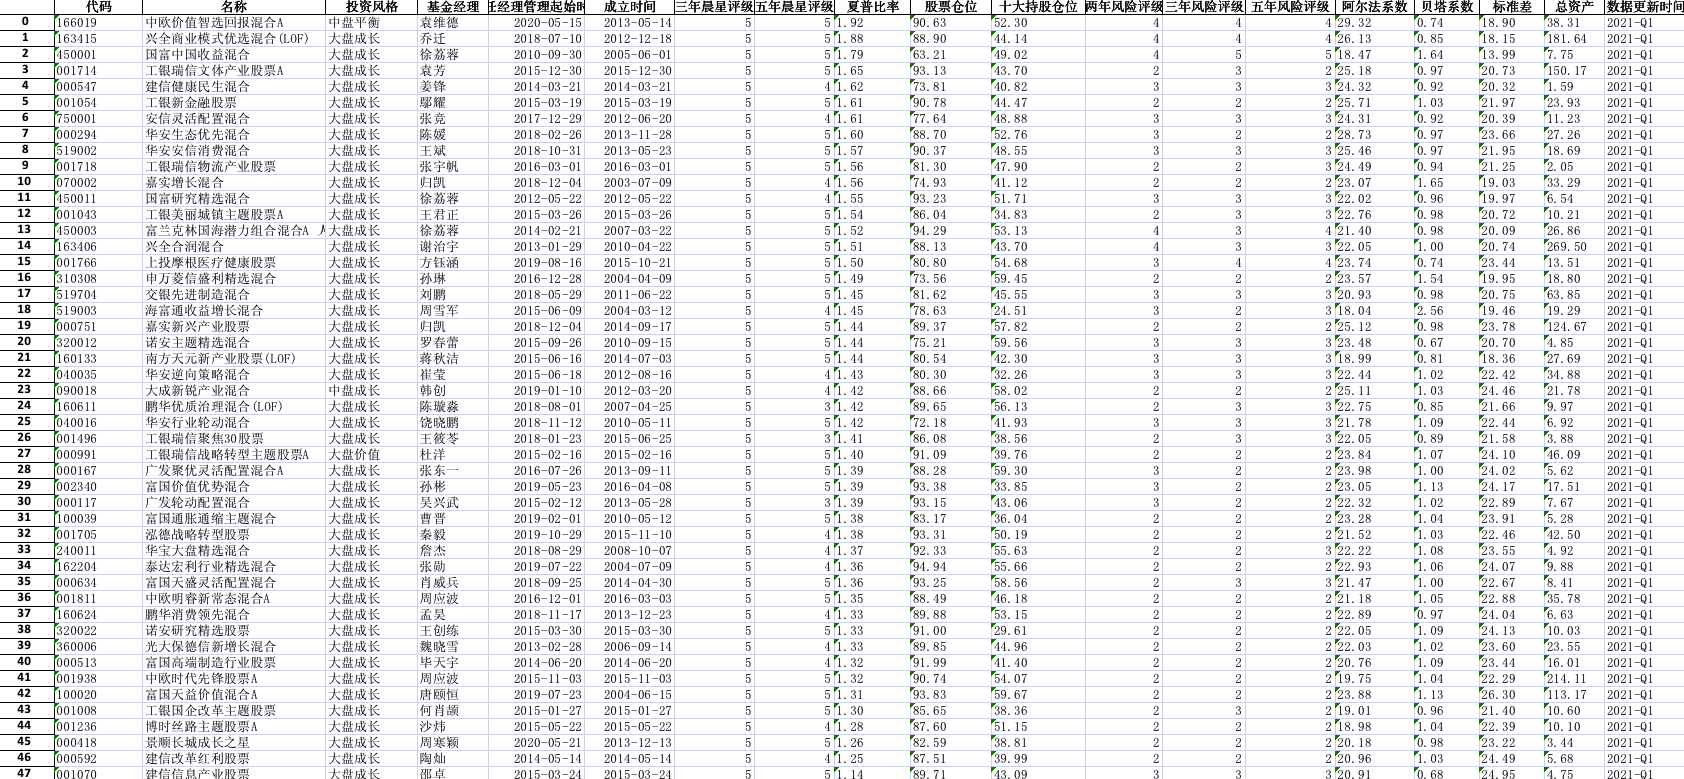 代码 名称 投资风格 基金经理 任经理管理起始时 成立时间 三年晨星评级 五年晨星评级 夏普比率 股票仓位 十大持股仓位 两年风险评级 三年风险评级 五年风险评级 阿尔法系数 贝塔系数 标准差 总资产 数据更新时间
0 166019 中欧价值智选回报混合A 中盘平衡 袁维德 2020-05-15 2013-05-14 5 5 1.92 90.63 52.30 4 4 4 29.32 0.74 18.90 38.31 2021-Q1
1 163415 兴全商业模式优选混合(LOF) 大盘成长 乔迁 2018-07-10 2012-12-18 5 5 1.88 88.90 44.14 4 4 4 26.13 0.85 18.15 181.64 2021-Q1
2 450001 国富中国收益混合 大盘成长 徐荔蓉 2010-09-30 2005-06-01 5 5 1.79 63.21 49.02 4 5 5 18.47 1.64 13.99 7.75 2021-Q1
3 001714 工银瑞信文体产业股票A 大盘成长 袁芳 2015-12-30 2015-12-30 5 5 1.65 93.13 43.70 2 3 2 25.18 0.97 20.73 150.17 2021-Q1
4 000547 建信健康民生混合 大盘成长 姜锋 2014-03-21 2014-03-21 5 4 1.62 73.81 40.82 3 3 3 24.32 0.92 20.32 1.59 2021-Q1
5 001054 工银新金融股票 大盘成长 鄢耀 2015-03-19 2015-03-19 5 5 1.61 90.78 44.47 3 2 2 25.71 1.03 21.97 23.93 2021-Q1
6 750001 安信灵活配置混合 大盘成长 张竞 2017-12-29 2012-06-20 5 4 1.61 77.64 48.88 3 3 3 24.31 0.92 20.39 11.23 2021-Q1
7 000294 华安生态优先混合 大盘成长 陈媛 2018-02-26 2013-11-28 5 5 1.60 88.70 52.76 3 2 2 28.73 0.97 23.66 27.26 2021-Q1
8 519002 华安安信消费混合 大盘成长 王斌 2018-10-31 2013-05-23 5 5 1.57 90.37 48.55 3 2 3 25.46 0.97 21.95 18.69 2021-Q1
9 001718 工银瑞信物流产业股票 大盘成长 张宇帆 2016-03-01 2016-03-01 5 5 1.56 81.30 47.90 2 2 3 24.49 0.94 21.25 2.05 2021-Q1
10 070002 嘉实增长混合 大盘成长 归凯 2018-12-04 2003-07-09 5 4 1.56 74.93 41.12 2 2 2 23.07 1.65 19.03 33.29 2021-Q1
11 450011 国富研究精选混合 大盘成长 徐荔蓉 2012-05-22 2012-05-22 5 4 1.55 93.23 51.71 2 3 3 22.02 0.96 19.97 6.54 2021-Q1
12 001043 工银美丽城镇主题股票A 大盘成长 王君正 2015-03-26 2015-03-26 5 5 1.54 86.04 34.83 2 3 3 22.76 0.98 20.72 10.21 2021-Q1
13 450003 富兰克林国海潜力组合混合A 大盘成长 徐荔蓉 2014-02-21 2007-03-22 5 5 1.52 94.29 53.13 4 3 4 21.40 0.98 20.09 26.86 2021-Q1
14 163406 兴全合润混合 大盘成长 谢治宇 2013-01-29 2010-04-22 5 5 1.51 88.13 43.70 4 3 3 22.05 1.00 20.74 269.50 2021-Q1
15 001766 上投摩根医疗健康股票 大盘成长 方钰涵 2019-08-16 2015-10-21 5 5 1.50 80.80 54.68 3 4 4 23.74 0.74 23.44 13.51 2021-Q1
16 310308 申万菱信盛利精选混合 大盘成长 孙琳 2016-12-28 2004-04-09 5 5 1.49 73.56 59.45 2 2 2 23.57 1.54 19.95 18.80 2021-Q1
17 519704 交银先进制造混合 大盘成长 刘鹏 2018-05-29 2011-06-22 5 5 1.45 81.62 45.55 3 3 3 20.93 0.98 20.75 63.85 2021-Q1
18 519003 海富通收益增长混合 大盘成长 周雪军 2015-06-09 2004-03-12 5 4 1.45 78.63 24.51 3 3 2 18.04 2.56 19.46 19.29 2021-Q1
19 000751 嘉实新兴产业股票 大盘成长 归凯 2018-12-04 2014-09-17 5 5 1.44 89.37 57.82 2 2 2 25.12 0.98 23.78 124.67 2021-Q1
20 320012 诺安主题精选混合 大盘成长 罗春蕾 2015-09-26 2010-09-15 5 5 1.44 75.21 59.56 3 3 3 23.48 0.67 20.70 4.85 2021-Q1
21 160133 南方天元新产业股票(LOF) 大盘成长 蒋秋洁 2015-06-16 2014-07-03 5 5 1.44 80.54 42.30 3 3 3 18.99 0.81 18.36 27.69 2021-Q1
22 040035 华安逆向策略混合 大盘成长 崔莹 2015-06-18 2012-08-16 5 4 1.43 80.30 32.26 3 3 2 22.44 1.02 22.42 34.88 2021-Q1
23 090018 大成新锐产业混合 中盘成长 韩创 2019-01-10 2012-03-20 5 4 1.42 88.66 58.02 2 2 2 25.11 1.03 24.46 21.78 2021-Q1
24 160611 鹏华优质治理混合(LOF) 大盘成长 陈璇淼 2018-08-01 2007-04-25 5 3 1.42 89.65 56.13 2 3 3 22.75 0.85 21.66 9.97 2021-Q1
25 040016 华安行业轮动混合 大盘成长 饶晓鹏 2018-11-12 2010-05-11 5 5 1.42 72.18 41.93 3 2 3 21.78 1.09 22.44 6.92 2021-Q1
26 001496 工银瑞信聚焦30股票 大盘成长 王筱苓 2018-01-23 2015-06-25 5 3 1.41 86.08 38.56 2 3 2 22.05 0.89 21.58 3.88 2021-Q1
27 000991 工银瑞信战略转型主题股票A 大盘价值 杜洋 2015-02-16 2015-02-16 5 5 1.40 91.09 39.76 2 2 2 23.84 1.07 24.10 46.09 2021-Q1
28 000167 广发聚优灵活配置混合A 大盘成长 张东一 2016-07-26 2013-09-11 5 5 1.39 88.28 59.30 3 2 2 23.98 1.00 24.02 5.62 2021-Q1
29 002340 富国价值优势混合 大盘成长 孙彬 2019-05-23 2016-04-08 5 5 1.39 93.38 33.85 2 2 2 23.05 1.13 24.17 17.51 2021-Q1
30 000117 广发轮动配置混合 大盘成长 吴兴武 2015-02-12 2013-05-28 5 3 1.39 93.15 43.06 3 2 2 22.32 1.02 22.89 7.67 2021-Q1
31 100039 富国通胀通缩主题混合 大盘成长 曹晋 2019-02-01 2010-05-12 5 5 1.38 83.17 36.04 2 2 2 23.28 1.04 23.91 5.28 2021-Q1
32 001705 泓德战略转型股票 大盘成长 秦毅 2019-10-29 2015-11-10 5 4 1.38 93.31 50.19 2 2 3 21.52 1.03 22.46 42.50 2021-Q1
33 240011 华宝大盘精选混合 大盘成长 詹杰 2018-08-29 2008-10-07 5 4 1.37 92.33 55.63 2 2 3 22.22 1.08 23.55 4.92 2021-Q1
34 162204 泰达宏利行业精选混合 大盘成长 张勋 2019-07-22 2004-07-09 5 4 1.36 94.94 55.66 2 2 2 22.93 1.06 24.07 9.88 2021-Q1
35 000634 富国天盛灵活配置混合 大盘成长 肖威兵 2018-09-25 2014-04-30 5 5 1.36 93.25 58.56 2 3 3 21.47 1.00 22.67 8.41 2021-Q1
36 001811 中欧明睿新常态混合A 大盘成长 周应波 2016-12-01 2016-03-03 5 5 1.35 88.49 46.18 2 2 2 21.18 1.05 22.88 35.78 2021-Q1
37 160624 鹏华消费领先混合 大盘成长 孟昊 2018-11-17 2013-12-23 5 4 1.33 89.88 53.15 2 2 2 22.89 0.97 24.04 6.63 2021-Q1
38 320022 诺安研究精选股票 大盘成长 王创练 2015-03-30 2015-03-30 5 5 1.33 91.00 29.61 2 2 2 22.05 1.09 24.13 10.03 2021-Q1
39 360006 光大保德信新增长混合 大盘成长 魏晓雪 2013-02-28 2006-09-14 5 4 1.33 89.85 44.96 2 2 3 22.03 1.02 23.60 23.55 2021-Q1
40 000513 富国高端制造行业股票 大盘成长 毕天宇 2014-06-20 2014-06-20 5 4 1.32 91.99 41.40 2 2 2 20.76 1.09 23.44 16.01 2021-Q1
41 001938 中欧时代先锋股票A 大盘成长 周应波 2015-11-03 2015-11-03 5 5 1.32 90.74 54.07 2 2 2 19.75 1.04 22.29 214.11 2021-Q1
42 100020 富国天益价值混合A 大盘成长 唐颐恒 2019-07-23 2004-06-15 5 4 1.31 93.83 59.67 2 2 2 23.88 1.13 26.30 113.17 2021-Q1
43 001008 工银国企改革主题股票 大盘成长 何肖颉 2015-01-27 2015-01-27 5 5 1.30 85.65 38.36 2 2 3 19.01 0.96 21.40 10.60 2021-Q1
44 001236 博时丝路主题股票A 大盘成长 沙炜 2015-05-22 2015-05-22 5 4 1.28 87.60 51.15 2 2 2 18.98 1.04 22.39 10.10 2021-Q1
45 000418 景顺长城成长之星 大盘成长 周寒颖 2020-05-21 2013-12-13 5 5 1.26 82.59 38.81 2 2 2 20.18 0.98 23.22 3.44 2021-Q1
46 000592 建信改革红利股票 大盘成长 陶灿 2014-05-14 2014-05-14 5 4 1.25 87.51 39.99 2 2 3 20.96 1.03 24.49 5.68 2021-Q1
47 001070 建信信息产业股票 大盘成长 邵卓 2015-03-24 2015-03-24 5 5 1.14 89.71 43.09 3 3 3 20.91 0.68 24.95 4.75 2021-Q1